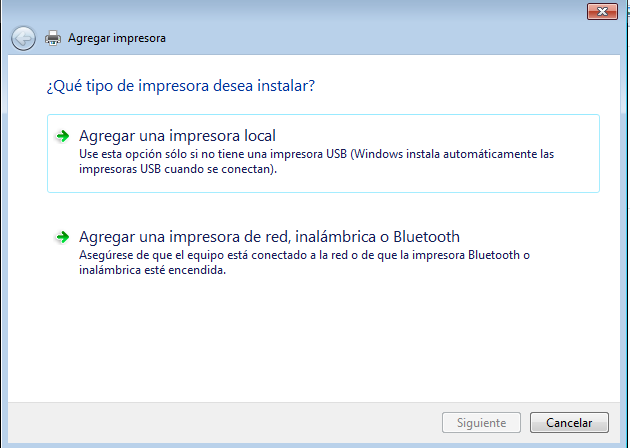 Agregar impresora
¿Qué tipo de impresora desea instalar?
Agregar una impresora local
Use esta opción sólo si no tiene una impresora USB (Windows instala automáticamente las
impresoras USB cuando se conectan).
Agregar una impresora de red, inalámbrica o Bluetooth
Asegúrese de que el equipo está conectado a la red o de que la impresora Bluetooth o
inalámbrica esté encendida.
Siguiente
Cancelar